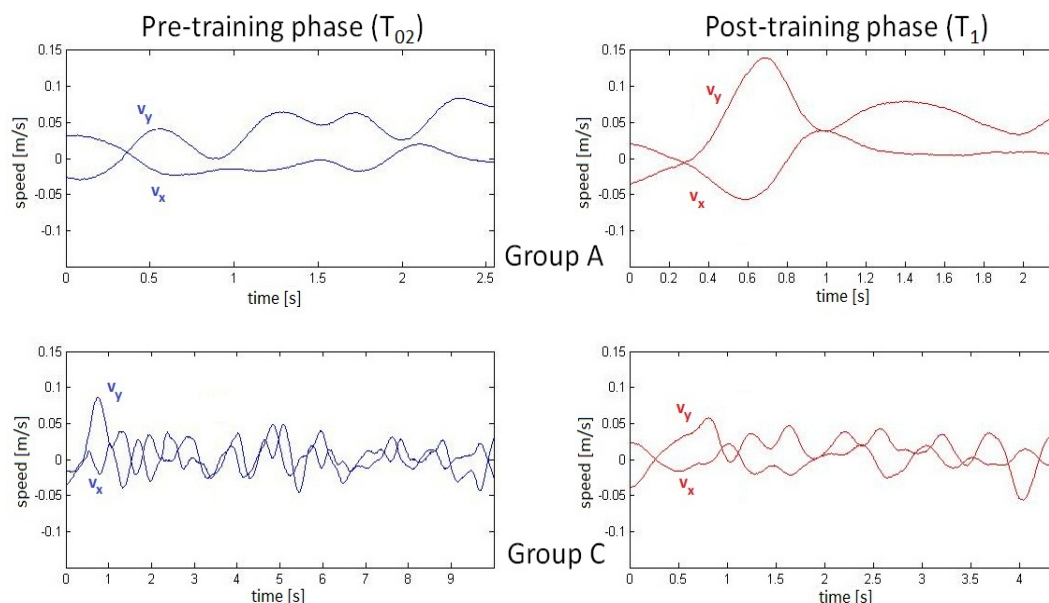 Pre-training phase (T02)
Post-training phase (T1)
0.15
0.1
0.05
0
-0.05
-0.1
speed [m/s]
vy
vx
0 0.5 1 1.5 2 2.5
time [s]
0.15
0.1
0.05
0
-0.05
-0.1
speed [m/s]
vy
vx
0 0.2 0.4 0.6 0.8 1 1.2 1.4 1.6 1.8 2
time [s]
Group A
0.15
0.1
0.05
0
-0.05
-0.1
speed [m/s]
vy
vx
0 1 2 3 4 5 6 7 8 9
time [s]
0.15
0.1
0.05
0
-0.05
-0.1
speed [m/s]
vy
vx
0 0.5 1 1.5 2 2.5 3 3.5 4
time [s]
Group C